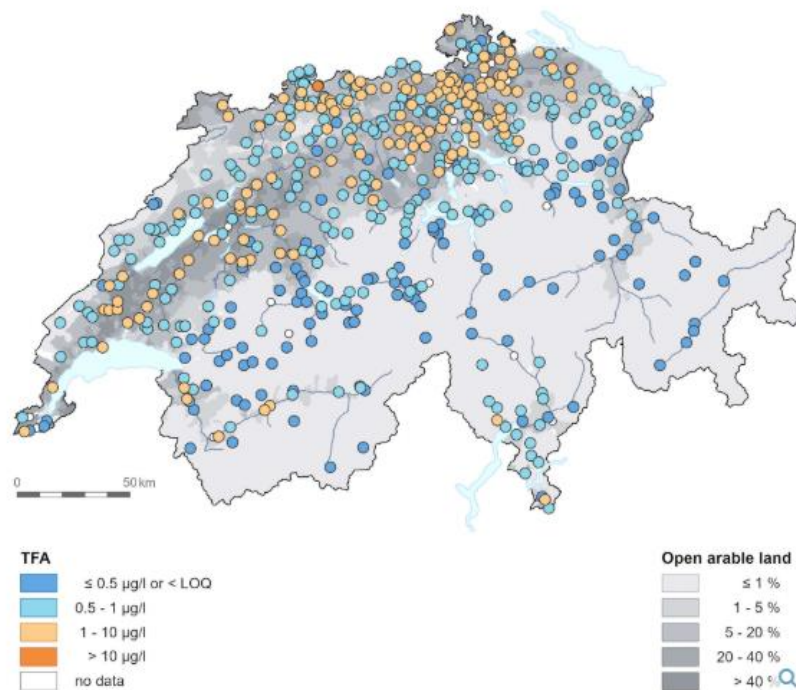 0 50 km
TFA
≤ 0.5 µg/l or < LOQ
0.5 - 1 µg/l
1 - 10 µg/l
> 10 µg/l
no data
Open arable land
≤ 1 %
1 - 5 %
5 - 20 %
20 - 40 %
> 40 %